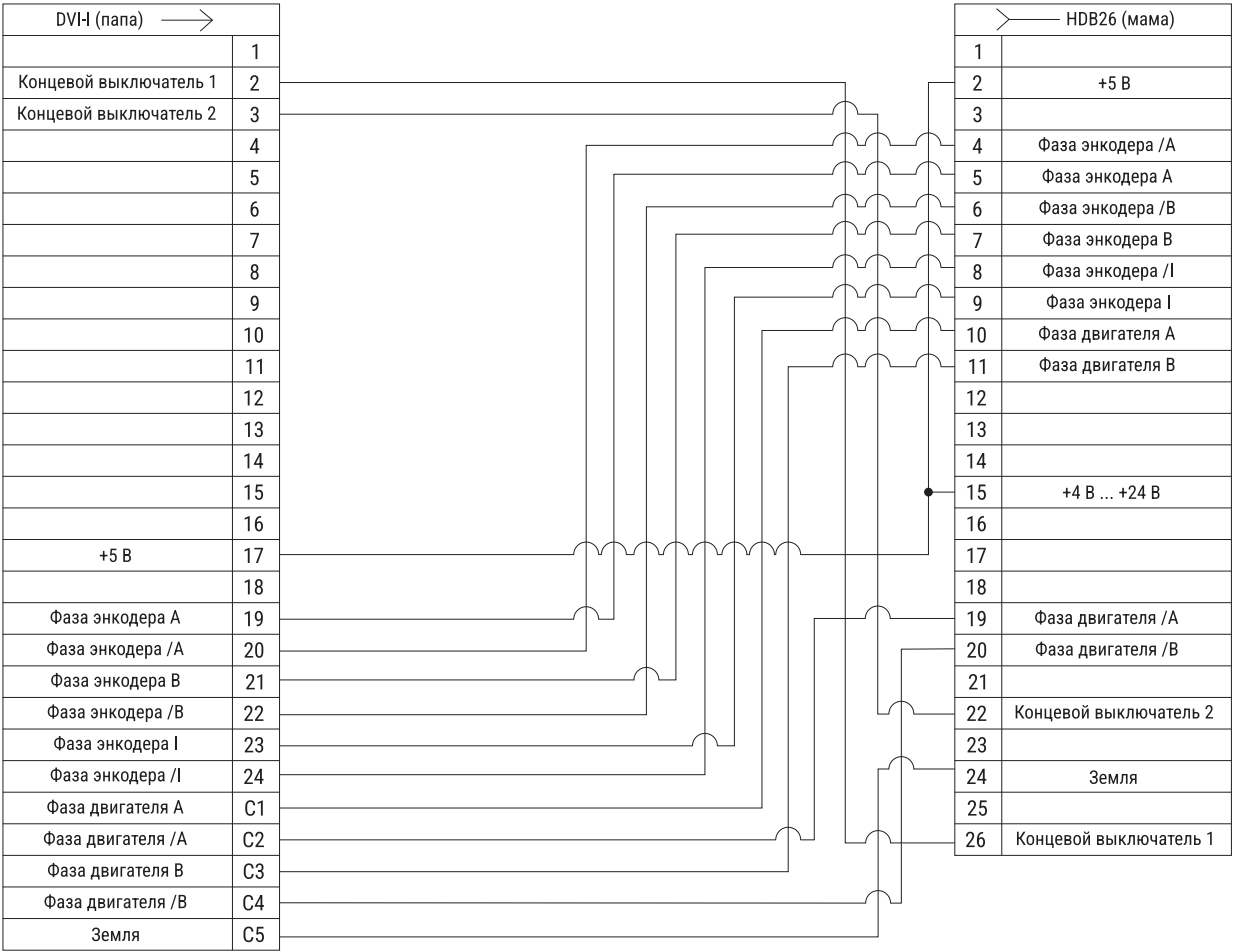 DVI-I (папа)
1
Концевой выключатель 1 2
Концевой выключатель 2 3
4
5
6
7
8
9
10
11
12
13
14
15
16
+5 В 17
18
Фаза энкодера A 19
Фаза энкодера /A 20
Фаза энкодера B 21
Фаза энкодера /B 22
Фаза энкодера I 23
Фаза энкодера /I 24
Фаза двигателя A C1
Фаза двигателя /A C2
Фаза двигателя B C3
Фаза двигателя /B C4
Земля C5
HDB26 (мама)
1
2 +5 В
3
4 Фаза энкодера /A
5 Фаза энкодера A
6 Фаза энкодера /B
7 Фаза энкодера B
8 Фаза энкодера /I
9 Фаза энкодера I
10 Фаза двигателя A
11 Фаза двигателя B
12
13
14
15 +4 В ... +24 В
16
17
18
19 Фаза двигателя /A
20 Фаза двигателя /B
21
22 Концевой выключатель 2
23
24 Земля
25
26 Концевой выключатель 1